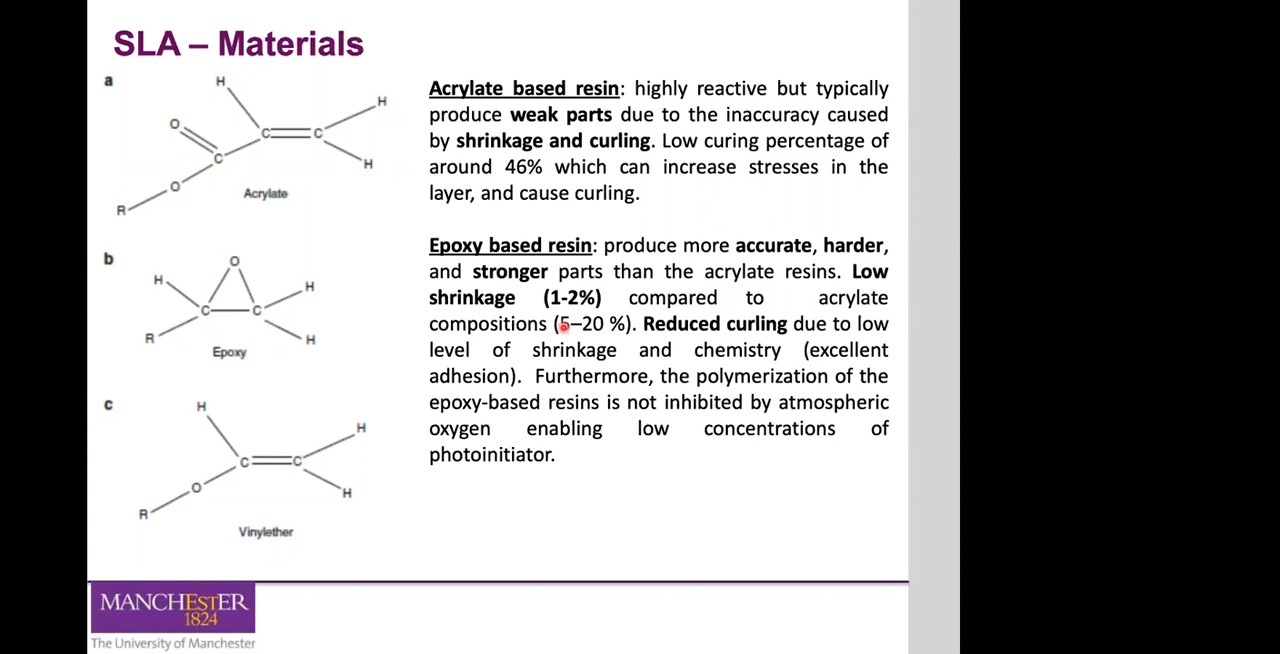 SLA – Materials
a
H
H
O
C
C
C
H
O
Acrylate
R
Acrylate based resin: highly reactive but typically
produce weak parts due to the inaccuracy caused
by shrinkage and curling. Low curing percentage of
around 46% which can increase stresses in the
layer, and cause curling.
b
O
H
H
C
C
R
H
Epoxy
Epoxy based resin: produce more accurate, harder,
and stronger parts than the acrylate resins. Low
shrinkage (1-2%) compared to acrylate
compositions (5–20 %). Reduced curling due to low
level of shrinkage and chemistry (excellent
adhesion). Furthermore, the polymerization of the
epoxy-based resins is not inhibited by atmospheric
oxygen enabling low concentrations of
photoinitiator.
c
H
H
C
C
O
H
R
Vinylether
MANCHESTER
1824
The University of Manchester